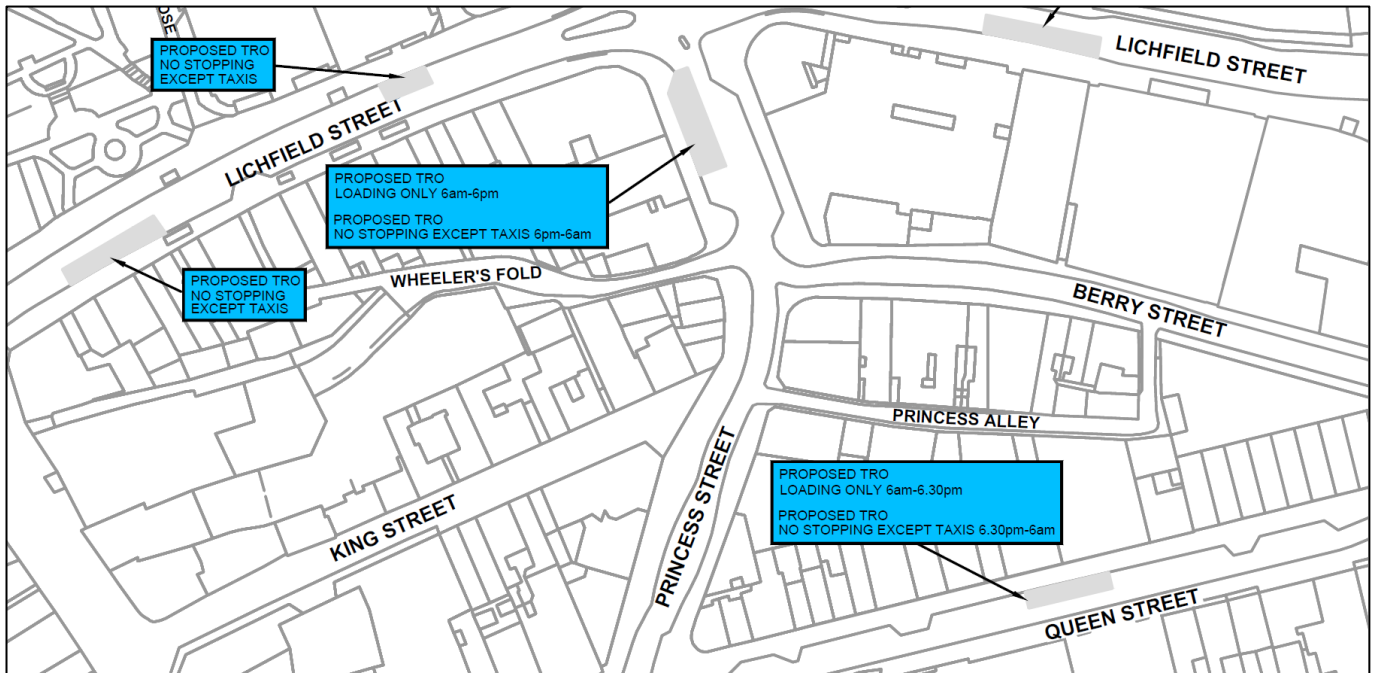 OSE
PROPOSED TRO
NO STOPPING
EXCEPT TAXIS
LICHFIELD STREET
LICHFIELD STREET
PROPOSED TRO
LOADING ONLY 6am-6pm
PROPOSED TRO
NO STOPPING EXCEPT TAXIS 6pm-6am
PROPOSED TRO
NO STOPPING
EXCEPT TAXIS
WHEELER'S FOLD
BERRY STREET
PRINCESS ALLEY
PRINCESS STREET
KING STREET
PROPOSED TRO
LOADING ONLY 6am-6.30pm
PROPOSED TRO
NO STOPPING EXCEPT TAXIS 6.30pm-6am
QUEEN STREET